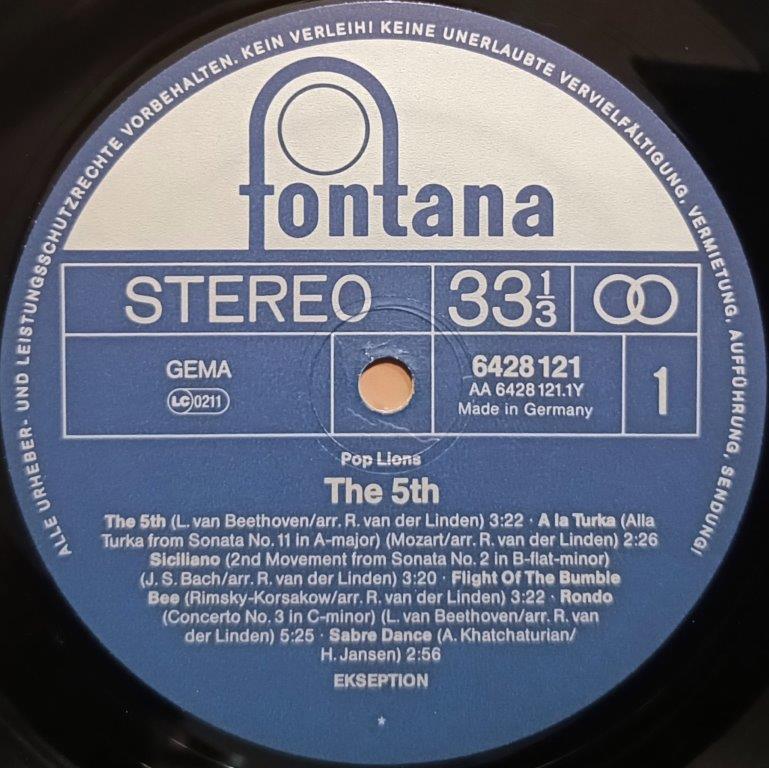 ALLE URHEBER- UND LEISTUNGSSCHUTZRECHTE VORBEHALTEN. KEIN VERLEIH! KEINE UNERLAUBTE VERVIELFÄLTIGUNG, VERMIETUNG, AUFFÜHRUNG, SENDUNG!
fontana
STEREO 33 1/3
GEMA
LC 0211
6428 121
AA 6428 121.1Y
Made in Germany
1
Pop Lions
The 5th
The 5th (L. van Beethoven/arr. R. van der Linden) 3:22 · A la Turka (Alla
Turka from Sonata No. 11 in A-major) (Mozart/arr. R. van der Linden) 2:26
Siciliano (2nd Movement from Sonata No. 2 in B-flat-minor)
(J. S. Bach/arr. R. van der Linden) 3:20 · Flight Of The Bumble
Bee (Rimsky-Korsakow/arr. R. van der Linden) 3:22 · Rondo
(Concerto No. 3 in C-minor) (L. van Beethoven/arr. R. van
der Linden) 5:25 · Sabre Dance (A. Khatchaturian/
H. Jansen) 2:56
EKSEPTION
*